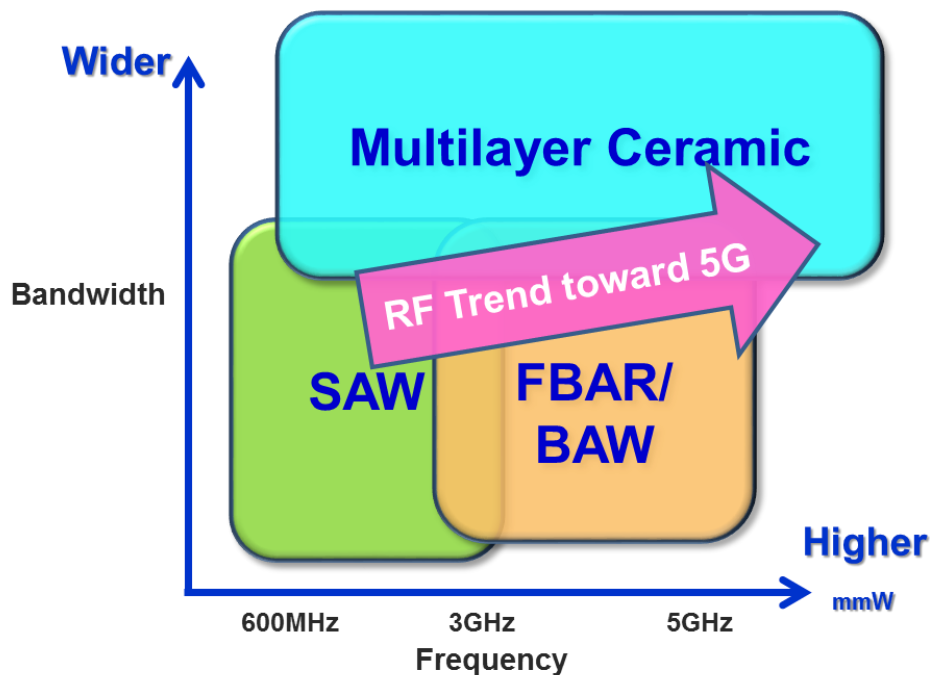 Wider
Multilayer Ceramic
Bandwidth
RF Trend toward 5G
SAW
FBAR/
BAW
Higher
mmW
600MHz 3GHz 5GHz
Frequency